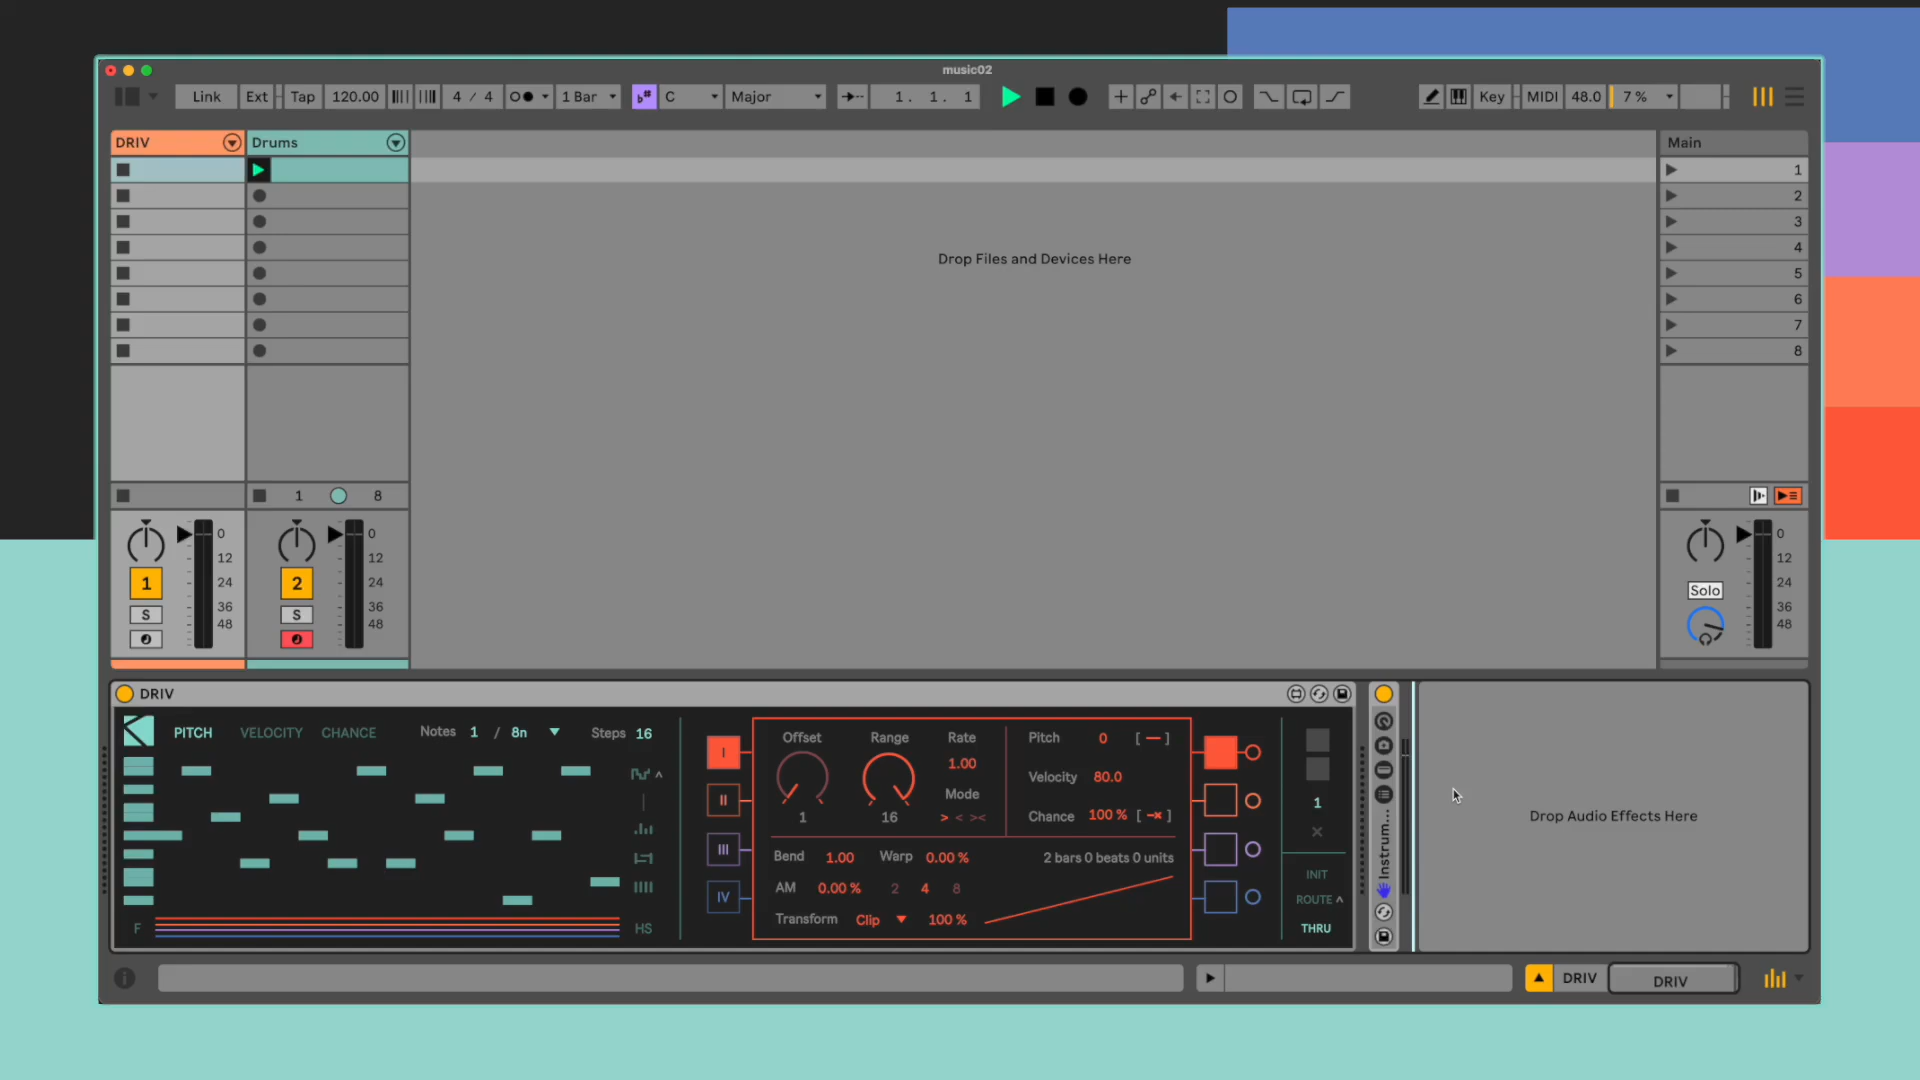 music02
Link Ext Tap 120.00 4 / 4 1 Bar C Major 1. 1. 1 Key MIDI 48.0 7 %
DRIV Drums Main
1
2
3
4
5
6
7
8
Drop Files and Devices Here
1 8
0 0 0
12 12 12
1 24 2 24 24
Solo
S 36 S 36 36
48 48 48
DRIV
PITCH VELOCITY CHANCE Notes 1 / 8n Steps 16
F HS
I
II
III
IV
Offset Range Rate
1.00
Mode
1 16 > < ><
Pitch 0 [ — ]
Velocity 80.0
Chance 100 % [ -× ]
Bend 1.00 Warp 0.00 % 2 bars 0 beats 0 units
AM 0.00 % 2 4 8
Transform Clip 100 %
1
×
INIT
ROUTE ^
THRU
Instrum...
Drop Audio Effects Here
DRIV DRIV